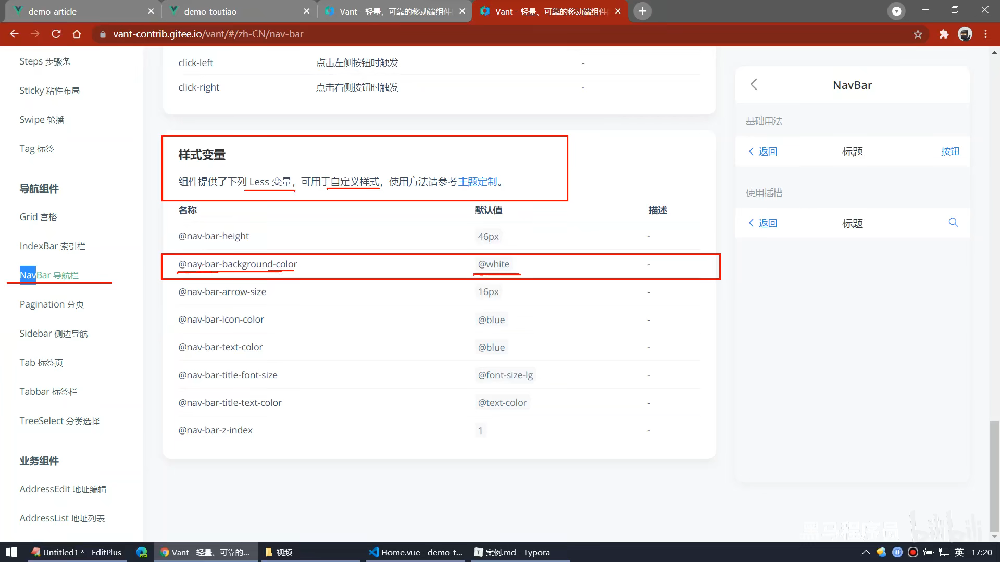 demo-article
demo-toutiao
Vant - 轻量、可靠的移动端组件
Vant - 轻量、可靠的移动端组件
vant-contrib.gitee.io/vant/#/zh-CN/nav-bar
Steps 步骤条
Sticky 粘性布局
Swipe 轮播
Tag 标签
导航组件
Grid 宫格
IndexBar 索引栏
NavBar 导航栏
Pagination 分页
Sidebar 侧边导航
Tab 标签页
Tabbar 标签栏
TreeSelect 分类选择
业务组件
AddressEdit 地址编辑
AddressList 地址列表
click-left 点击左侧按钮时触发 -
click-right 点击右侧按钮时触发 -
样式变量
组件提供了下列 Less 变量，可用于自定义样式，使用方法请参考主题定制。
名称 默认值 描述
@nav-bar-height 46px -
@nav-bar-background-color @white -
@nav-bar-arrow-size 16px -
@nav-bar-icon-color @blue -
@nav-bar-text-color @blue -
@nav-bar-title-font-size @font-size-lg -
@nav-bar-title-text-color @text-color -
@nav-bar-z-index 1 -
NavBar
基础用法
返回 标题 按钮
使用插槽
返回 标题
黑马程序员 bilibili
Untitled1 * - EditPlus
Vant - 轻量、可靠的...
视频
Home.vue - demo-t...
案例.md - Typora
英
17:20